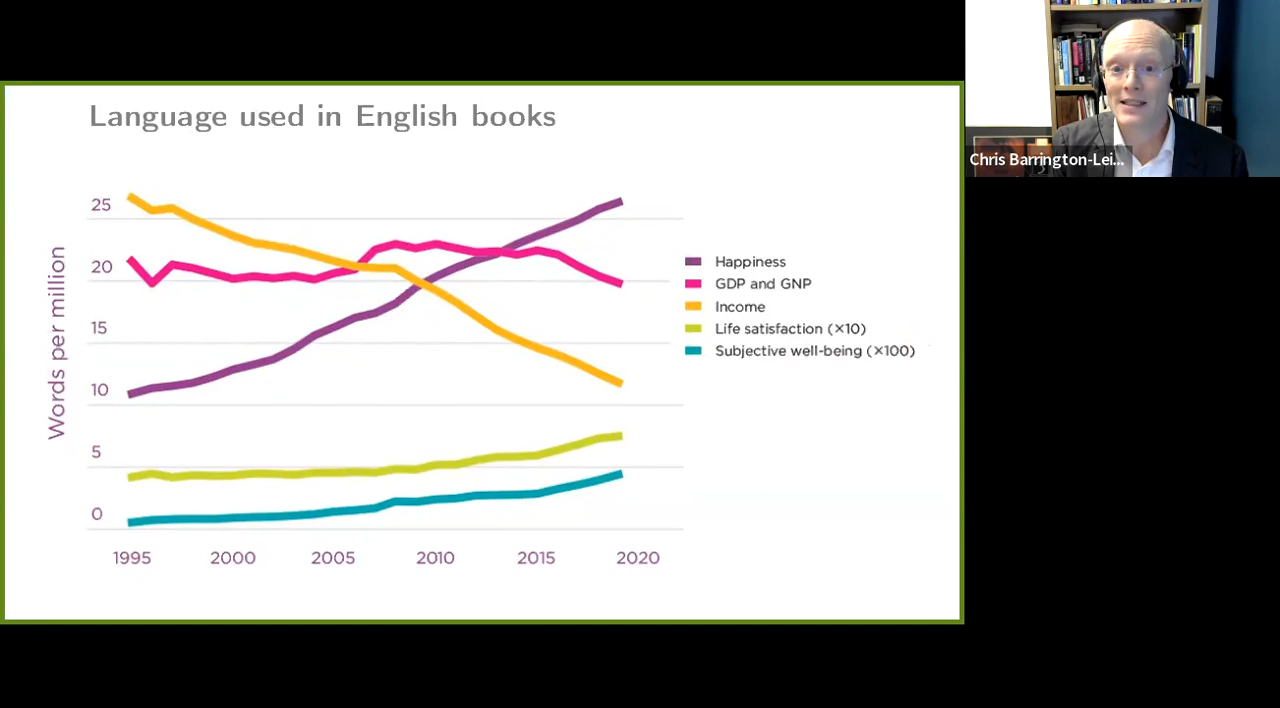 Language used in English books
Words per million
25
20
15
10
5
0
1995 2000 2005 2010 2015 2020
Happiness
GDP and GNP
Income
Life satisfaction (×10)
Subjective well-being (×100)
Chris Barrington-Lei...